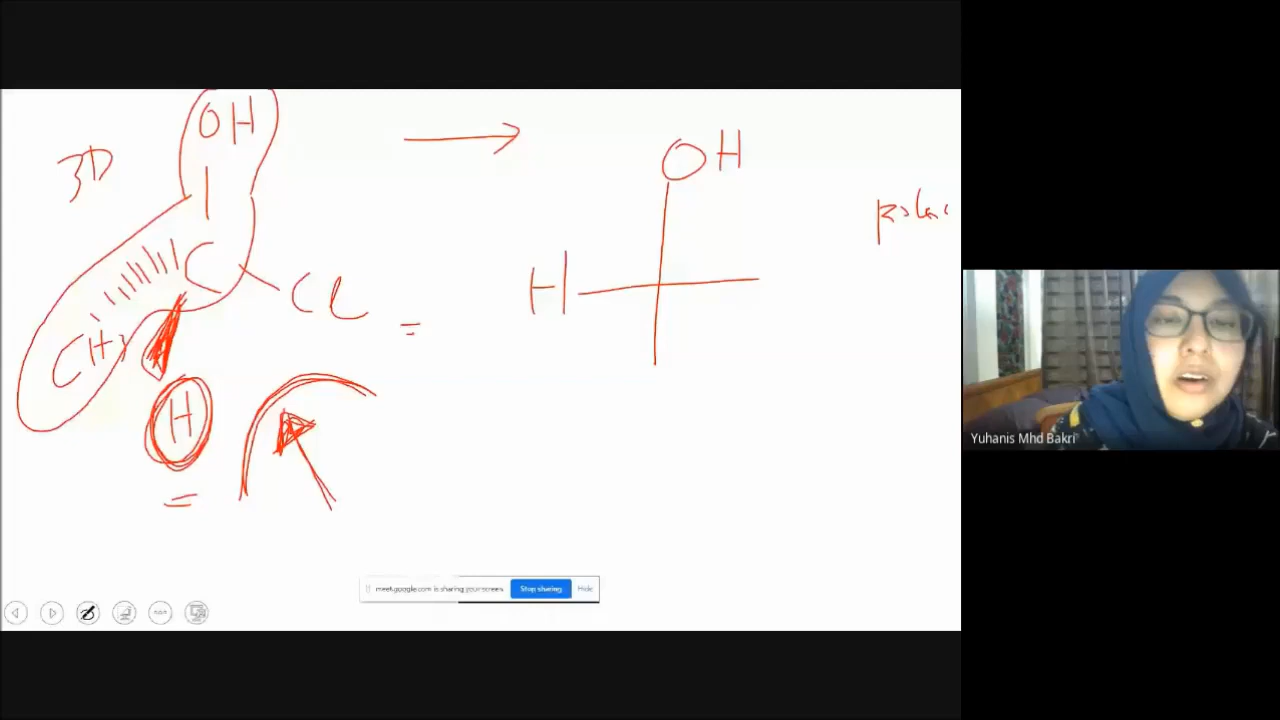 3D
OH
C
Cl
CH3
H
=
=
OH
H
Yuhanis Mhd Bakri
meet.google.com is sharing your screen.
Stop sharing
Hide